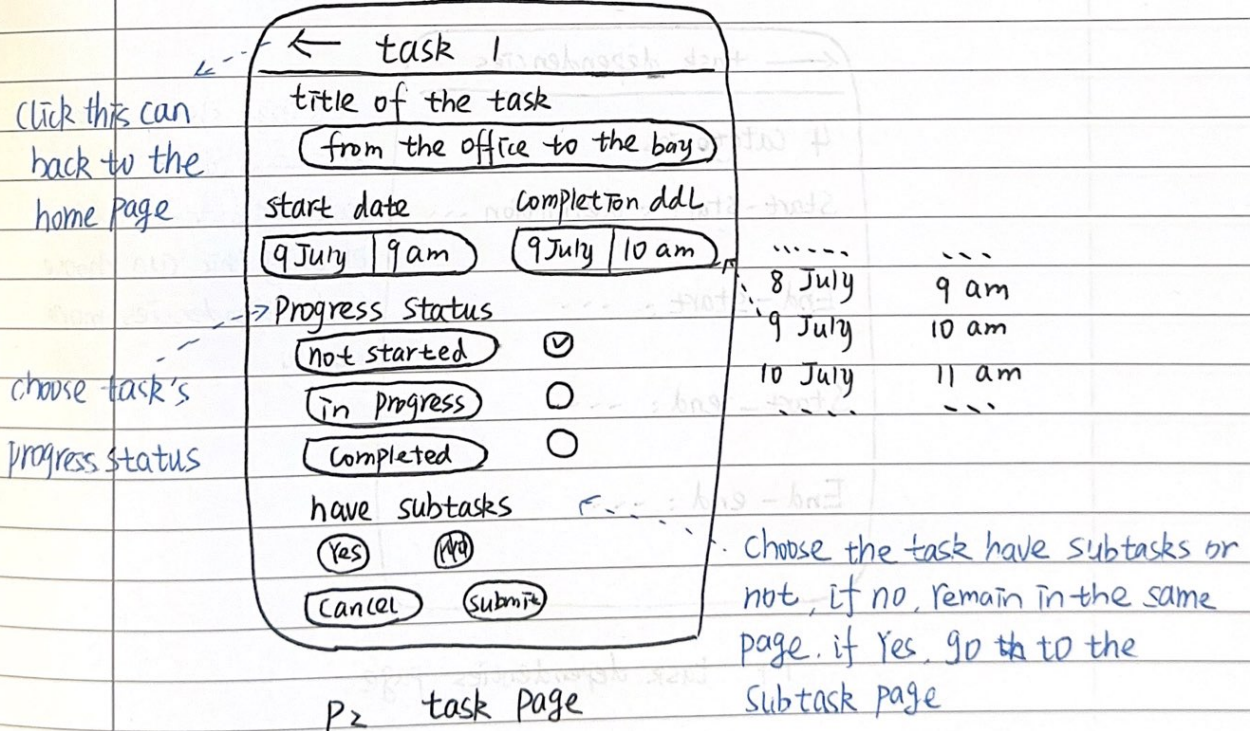 ← task 1
title of the task
from the office to the bay
start date completion ddl
9 July 9 am 9 July 10 am
Progress status
not started
in progress
completed
have subtasks
Yes No
cancel submit
P2 task page
click this can
back to the
home page
choose task's
progress status
...... ...
8 July 9 am
9 July 10 am
10 July 11 am
.... ...
Choose the task have subtasks or
not, if no, remain in the same
page. if Yes, go to the
subtask page